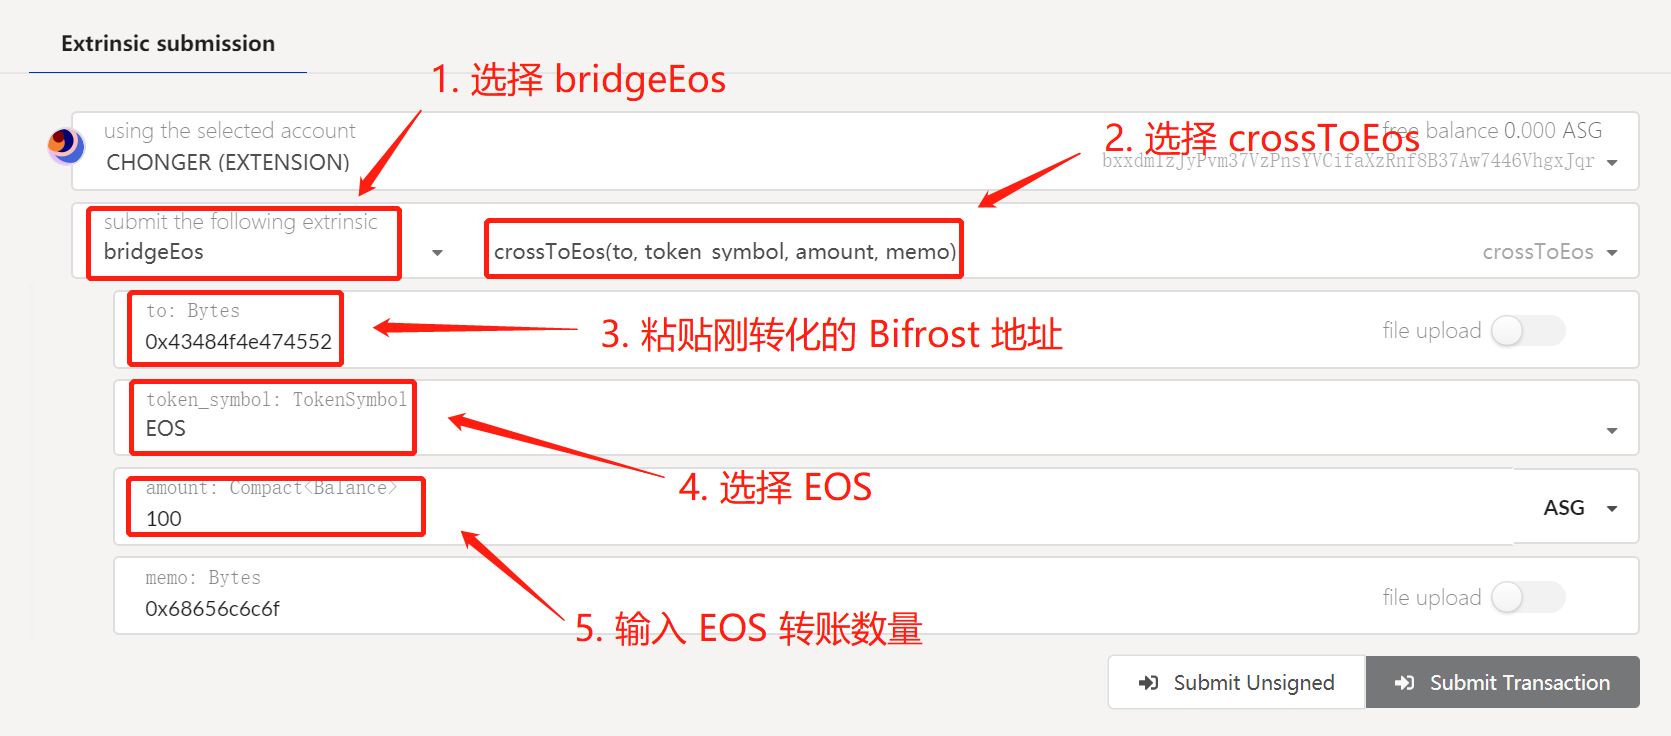 Extrinsic submission
1. 选择 bridgeEos
using the selected account
CHONGER (EXTENSION)
2. 选择 crossToEos
free balance 0.000 ASG
bxxdm1zJyPvm37VzPnsYVCifaXzRnf8B37Aw7446VhgxJqr
submit the following extrinsic
bridgeEos
crossToEos(to, token_symbol, amount, memo)
crossToEos
to: Bytes
0x43484f4e474552
3. 粘贴刚转化的 Bifrost 地址
file upload
token_symbol: TokenSymbol
EOS
4. 选择 EOS
amount: Compact<Balance>
100
ASG
memo: Bytes
0x68656c6c6f
5. 输入 EOS 转账数量
file upload
Submit Unsigned
Submit Transaction